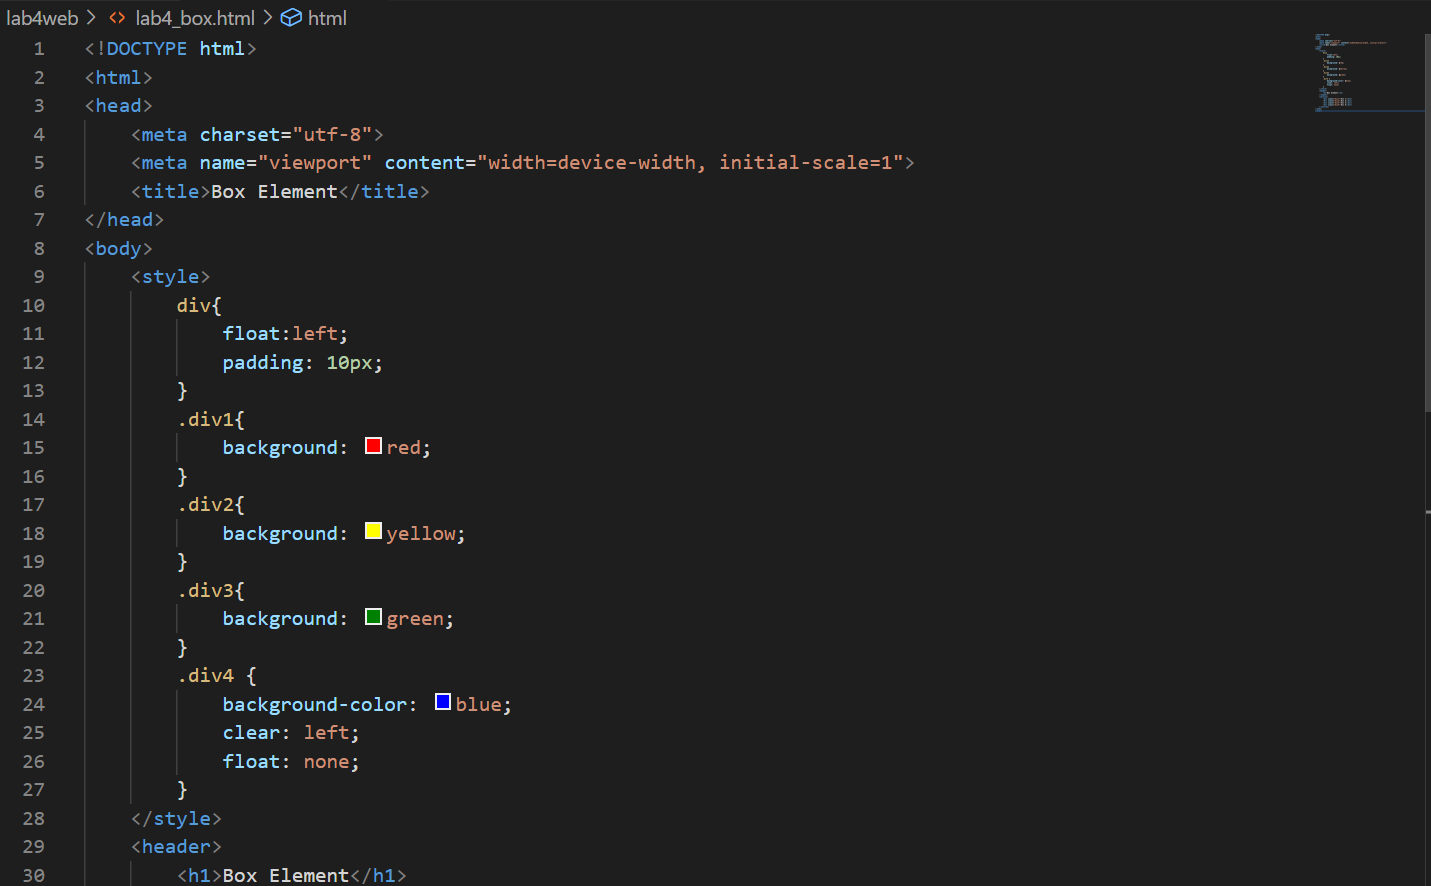 lab4web > <> lab4_box.html > html
1 <!DOCTYPE html>
2 <html>
3 <head>
4     <meta charset="utf-8">
5     <meta name="viewport" content="width=device-width, initial-scale=1">
6     <title>Box Element</title>
7 </head>
8 <body>
9     <style>
10         div{
11             float:left;
12             padding: 10px;
13         }
14         .div1{
15             background: red;
16         }
17         .div2{
18             background: yellow;
19         }
20         .div3{
21             background: green;
22         }
23         .div4 {
24             background-color: blue;
25             clear: left;
26             float: none;
27         }
28     </style>
29     <header>
30         <h1>Box Element</h1>